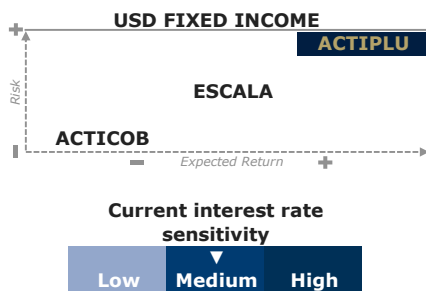 USD FIXED INCOME
+
ACTIPLU
Risk
ESCALA
ACTICOB
Expected Return
− +
Current interest rate
sensitivity
▼
Low Medium High